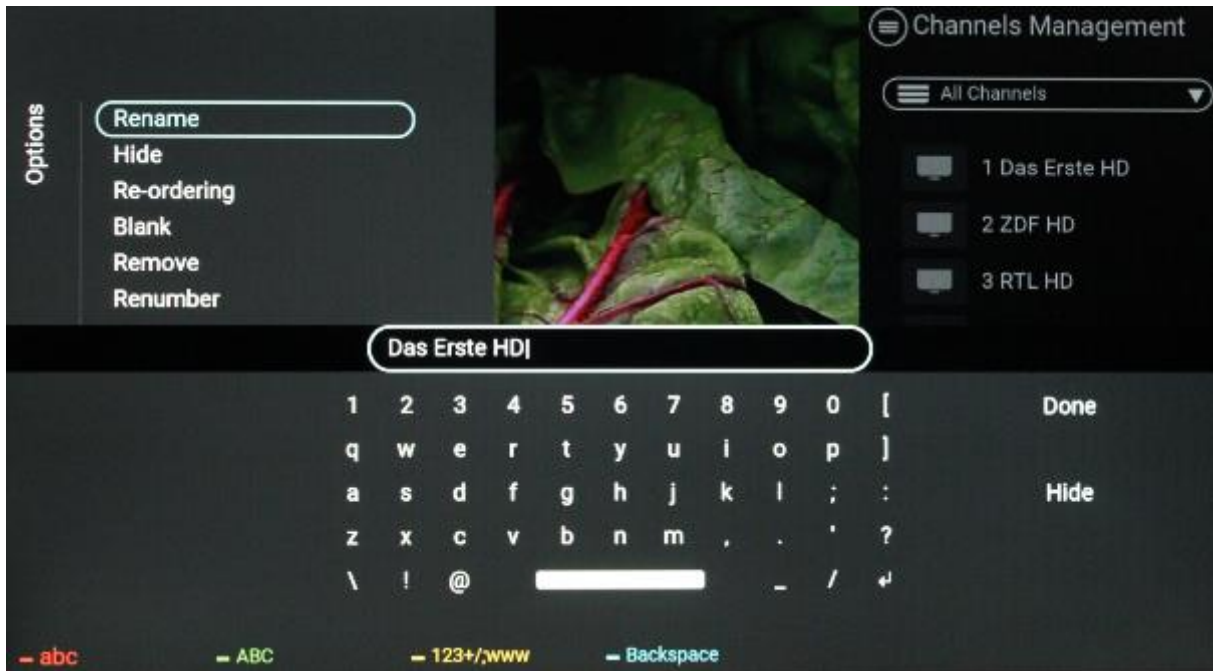 Channels Management
All Channels
1 Das Erste HD
2 ZDF HD
3 RTL HD
Options
Rename
Hide
Re-ordering
Blank
Remove
Renumber
Das Erste HD
1 2 3 4 5 6 7 8 9 0 [
q w e r t y u i o p ]
a s d f g h j k l ; :
z x c v b n m , . ' ?
\ ! @ _ / ↵
Done
Hide
abc
ABC
123+/;www
Backspace